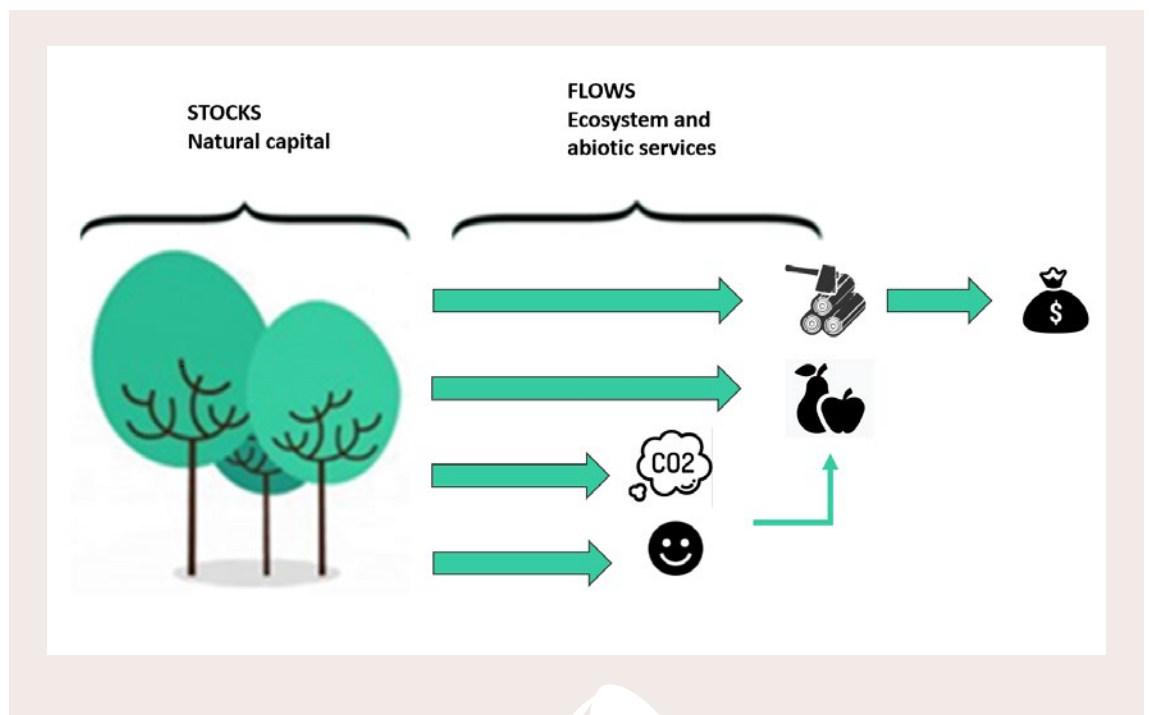 STOCKS
Natural capital
FLOWS
Ecosystem and
abiotic services
$
CO2